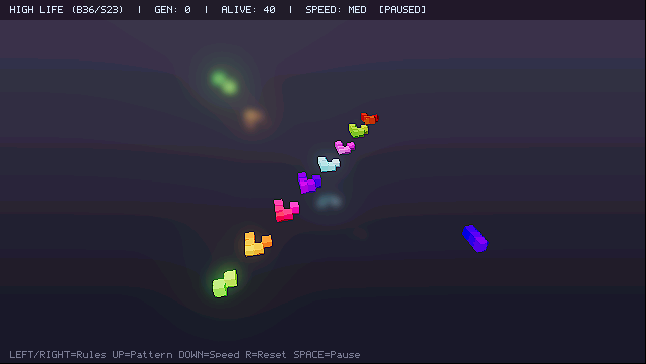 HIGH LIFE (B36/S23) | GEN: 0 | ALIVE: 40 | SPEED: MED [PAUSED]
LEFT/RIGHT=Rules UP=Pattern DOWN=Speed R=Reset SPACE=Pause